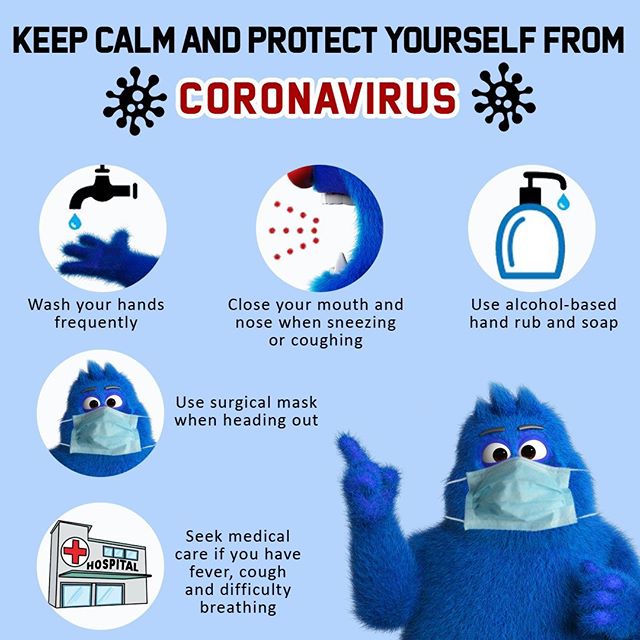 KEEP CALM AND PROTECT YOURSELF FROM
CORONAVIRUS
Wash your hands
frequently
Close your mouth and
nose when sneezing
or coughing
Use alcohol-based
hand rub and soap
Use surgical mask
when heading out
HOSPITAL
Seek medical
care if you have
fever, cough
and difficulty
breathing